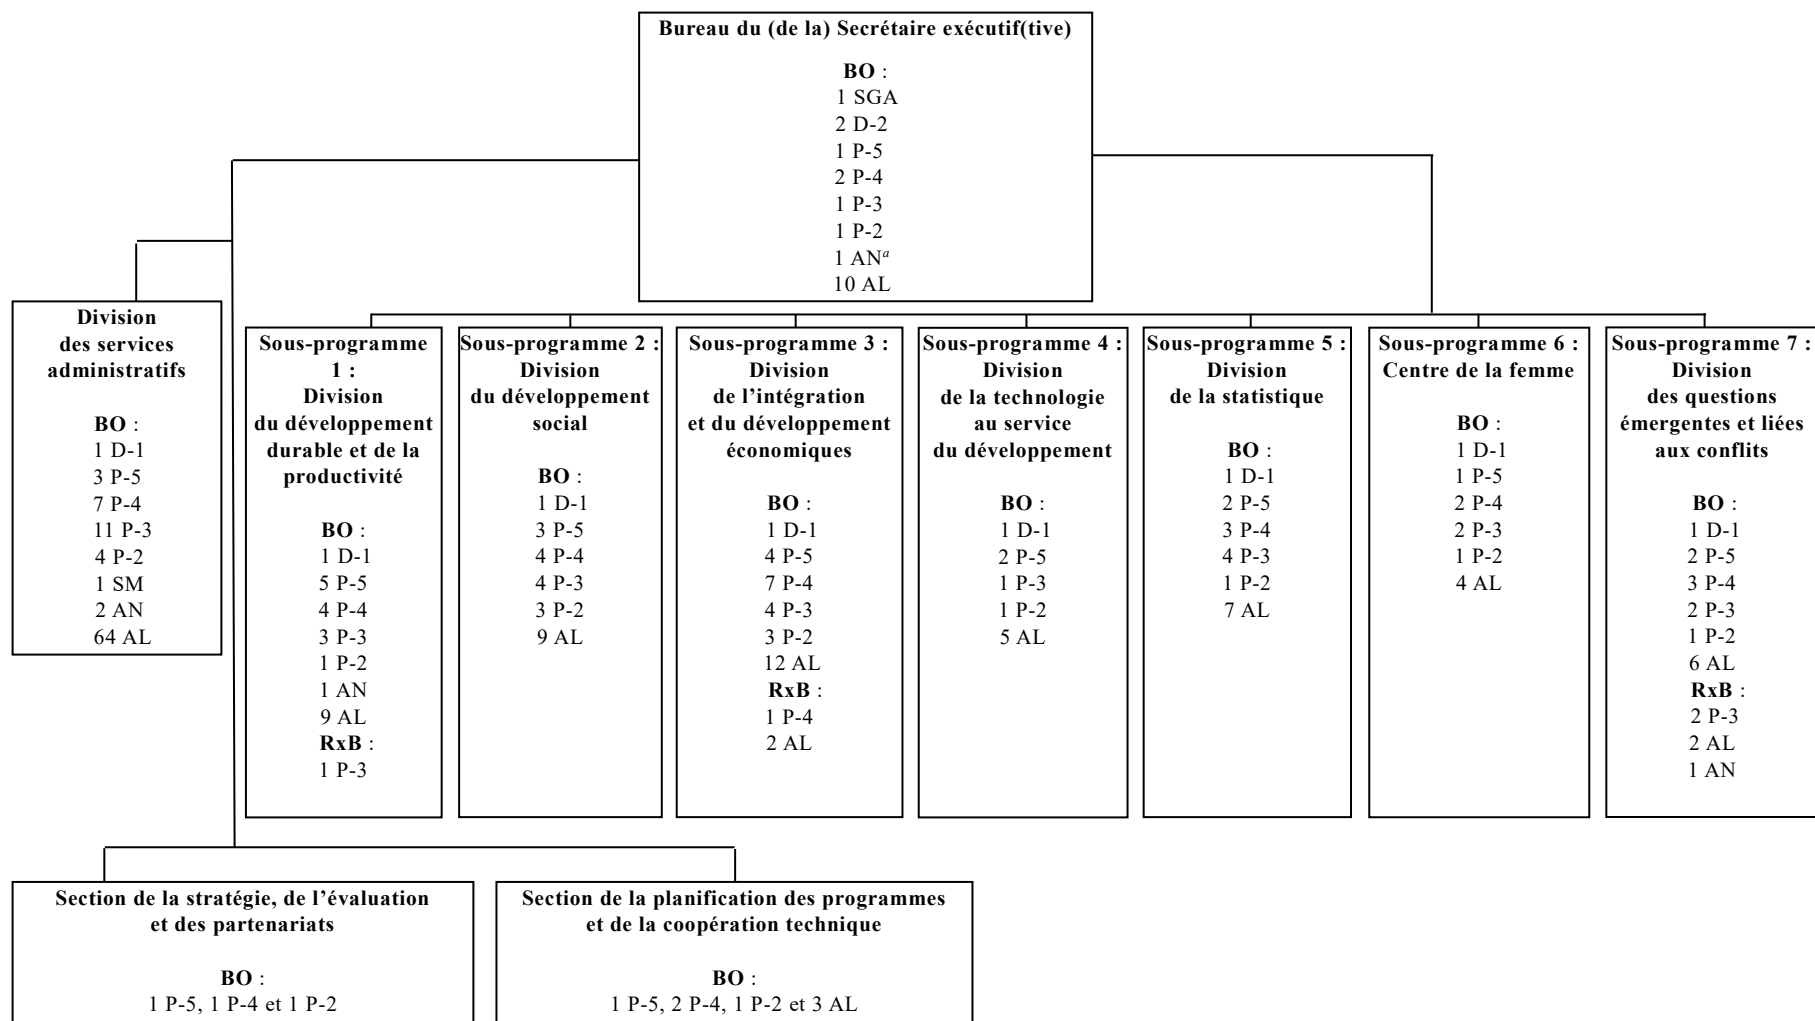 Bureau du (de la) Secrétaire exécutif(tive)
BO :
1 SGA
2 D-2
1 P-5
2 P-4
1 P-3
1 P-2
1 ANᵃ
10 AL
Division
des services
administratifs
BO :
1 D-1
3 P-5
7 P-4
11 P-3
4 P-2
1 SM
2 AN
64 AL
Sous-programme
1 :
Division
du développement
durable et de la
productivité
BO :
1 D-1
5 P-5
4 P-4
3 P-3
1 P-2
1 AN
9 AL
RxB :
1 P-3
Sous-programme 2 :
Division
du développement
social
BO :
1 D-1
3 P-5
4 P-4
4 P-3
3 P-2
9 AL
Sous-programme 3 :
Division
de l’intégration
et du développement
économiques
BO :
1 D-1
4 P-5
7 P-4
4 P-3
3 P-2
12 AL
RxB :
1 P-4
2 AL
Sous-programme 4 :
Division
de la technologie
au service
du développement
BO :
1 D-1
2 P-5
1 P-3
1 P-2
5 AL
Sous-programme 5 :
Division
de la statistique
BO :
1 D-1
2 P-5
3 P-4
4 P-3
1 P-2
7 AL
Sous-programme 6 :
Centre de la femme
BO :
1 D-1
1 P-5
2 P-4
2 P-3
1 P-2
4 AL
Sous-programme 7 :
Division
des questions
émergentes et liées
aux conflits
BO :
1 D-1
2 P-5
3 P-4
2 P-3
1 P-2
6 AL
RxB :
2 P-3
2 AL
1 AN
Section de la stratégie, de l’évaluation
et des partenariats
BO :
1 P-5, 1 P-4 et 1 P-2
Section de la planification des programmes
et de la coopération technique
BO :
1 P-5, 2 P-4, 1 P-2 et 3 AL